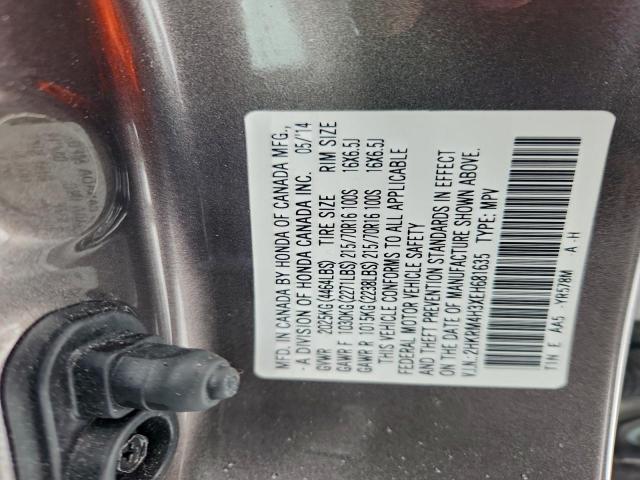 MFD. IN CANADA BY HONDA OF CANADA MFG.,
-A DIVISION OF HONDA CANADA INC. 05/'14
GVWR 2025KG(4464LBS) TIRE SIZE RIM SIZE
GAWR F 1030KG(2271LBS) 215/70R16 100S 16X6.5J
GAWR R 1015KG(2238LBS) 215/70R16 100S 16X6.5J
THIS VEHICLE CONFORMS TO ALL APPLICABLE
FEDERAL MOTOR VEHICLE SAFETY
AND THEFT PREVENTION STANDARDS IN EFFECT
ON THE DATE OF MANUFACTURE SHOWN ABOVE.
V.I.N.: 2HKRM4H3XEH681635 TYPE: MPV
T1N E AA5 -YR578M A-H